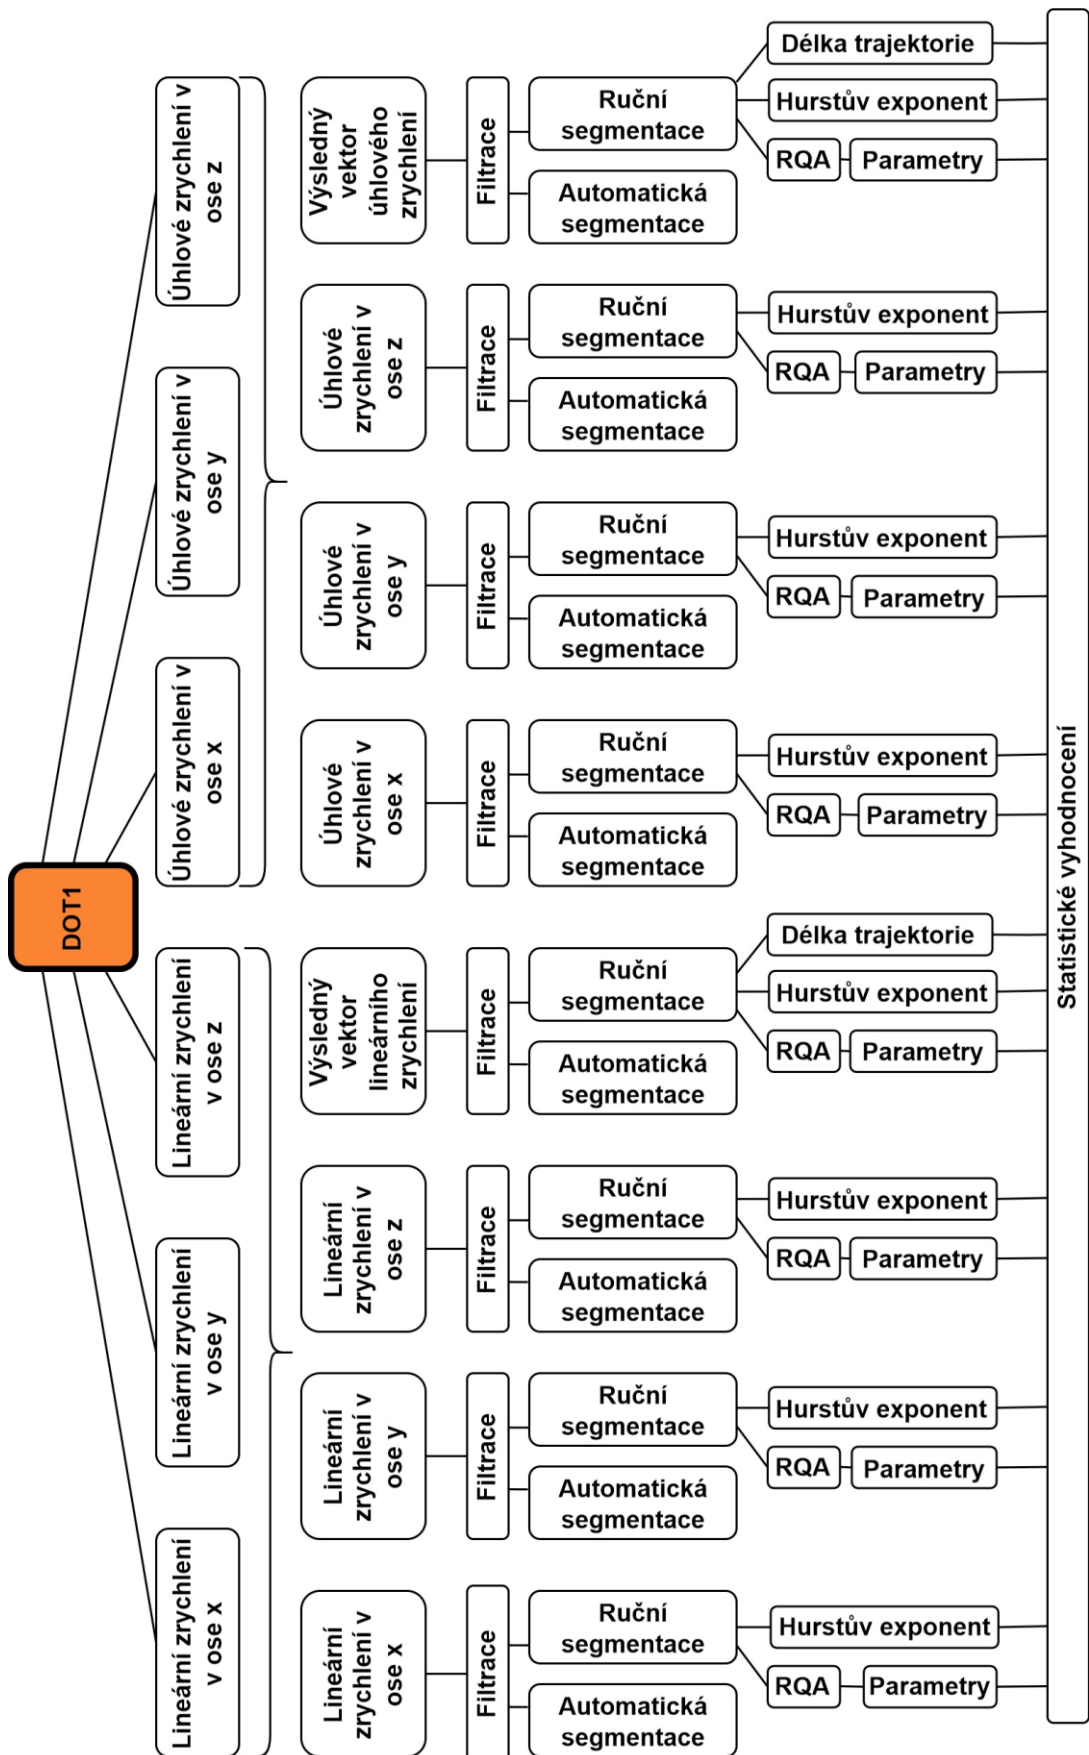 DOT1
Lineární zrychlení
v ose x
Lineární zrychlení
v ose y
Lineární zrychlení
v ose z
Úhlové zrychlení v
ose x
Úhlové zrychlení v
ose y
Úhlové zrychlení v
ose z
Výsledný
vektor
úhlového
zrychlení
Filtrace
Ruční
segmentace
Automatická
segmentace
Délka trajektorie
Hurstův exponent
RQA
Parametry
Úhlové
zrychlení v
ose z
Filtrace
Ruční
segmentace
Automatická
segmentace
Hurstův exponent
RQA
Parametry
Úhlové
zrychlení v
ose y
Filtrace
Ruční
segmentace
Automatická
segmentace
Hurstův exponent
RQA
Parametry
Úhlové
zrychlení v
ose x
Filtrace
Ruční
segmentace
Automatická
segmentace
Hurstův exponent
RQA
Parametry
Výsledný
vektor
lineárního
zrychlení
Filtrace
Ruční
segmentace
Automatická
segmentace
Délka trajektorie
Hurstův exponent
RQA
Parametry
Lineární
zrychlení v
ose z
Filtrace
Ruční
segmentace
Automatická
segmentace
Hurstův exponent
RQA
Parametry
Lineární
zrychlení v
ose y
Filtrace
Ruční
segmentace
Automatická
segmentace
Hurstův exponent
RQA
Parametry
Lineární
zrychlení v
ose x
Filtrace
Ruční
segmentace
Automatická
segmentace
Hurstův exponent
RQA
Parametry
Statistické vyhodnocení